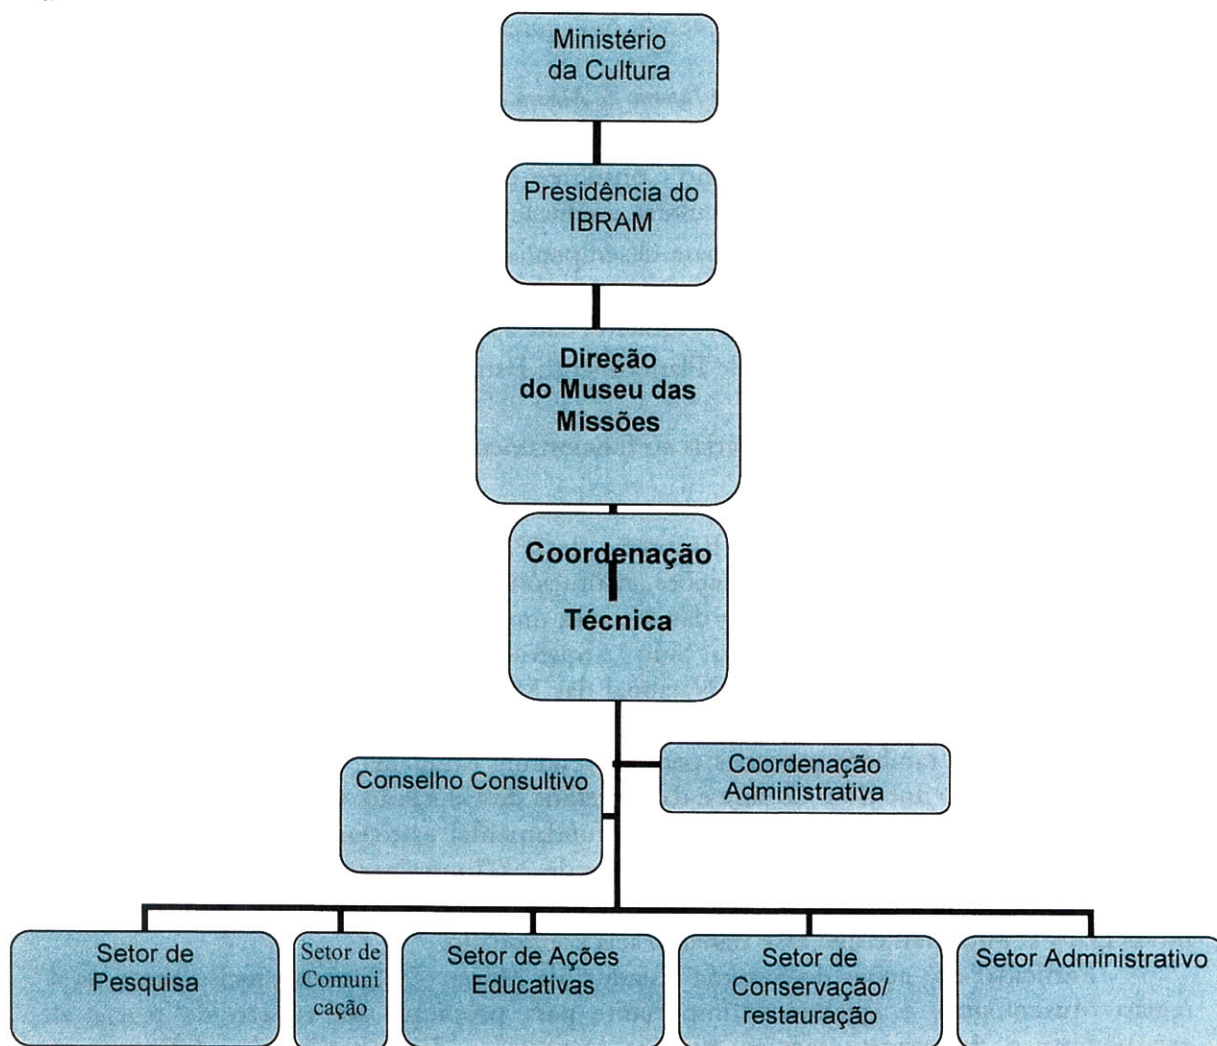 Ministério
da Cultura
Presidência do
IBRAM
Direção
do Museu das
Missões
Coordenação
Técnica
Conselho Consultivo
Coordenação
Administrativa
Setor de
Pesquisa
Setor de
Comuni
cação
Setor de Ações
Educativas
Setor de
Conservação/
restauração
Setor Administrativo